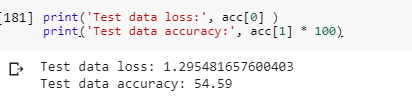 [181] print('Test data loss:', acc[0] )
print('Test data accuracy:', acc[1] * 100)
Test data loss: 1.295481657600403
Test data accuracy: 54.59